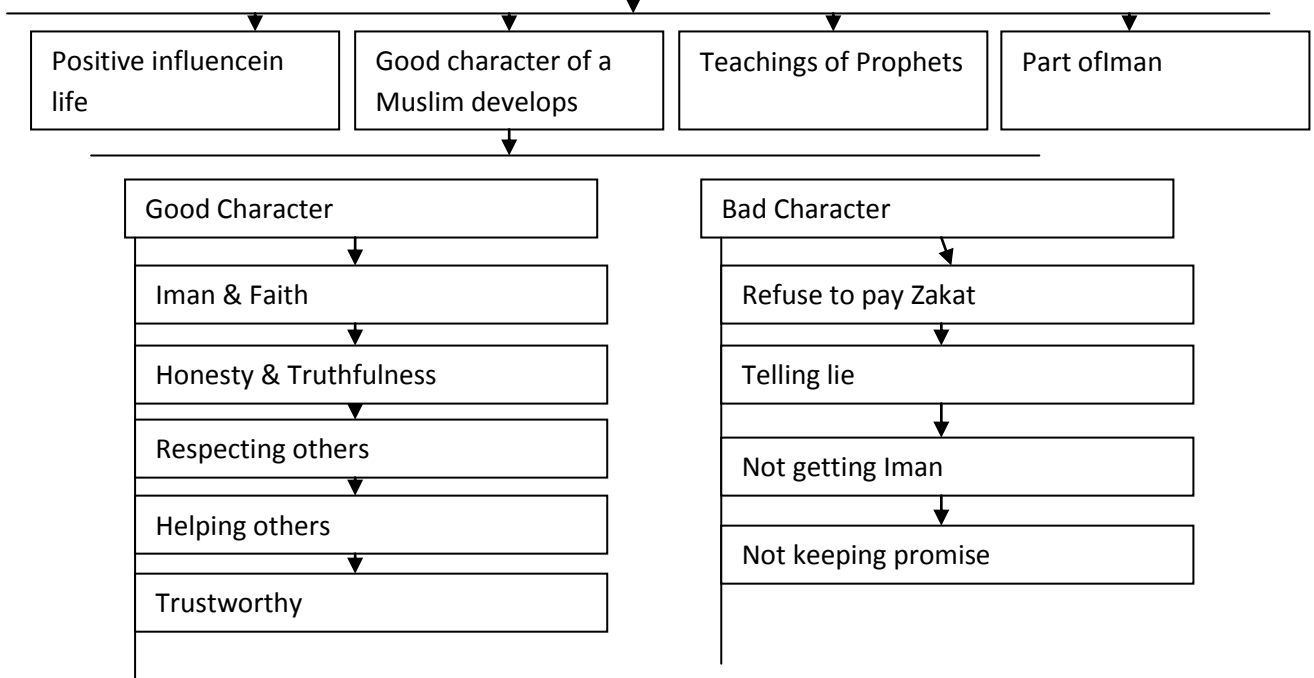 Positive influencein
life
Good character of a
Muslim develops
Teachings of Prophets
Part ofIman
Good Character
Iman & Faith
Honesty & Truthfulness
Respecting others
Helping others
Trustworthy
Bad Character
Refuse to pay Zakat
Telling lie
Not getting Iman
Not keeping promise